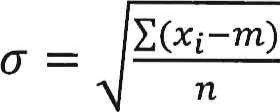 σ = √(∑(xᵢ−m)/n)